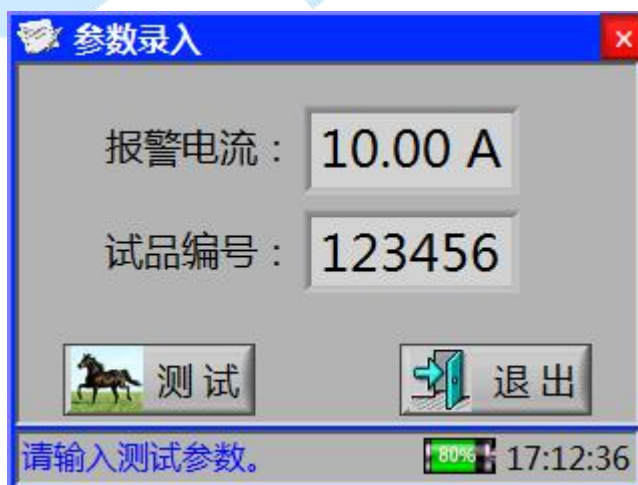 参数录入
报警电流：10.00 A
试品编号：123456
测 试 退 出
请输入测试参数。 80% 17:12:36